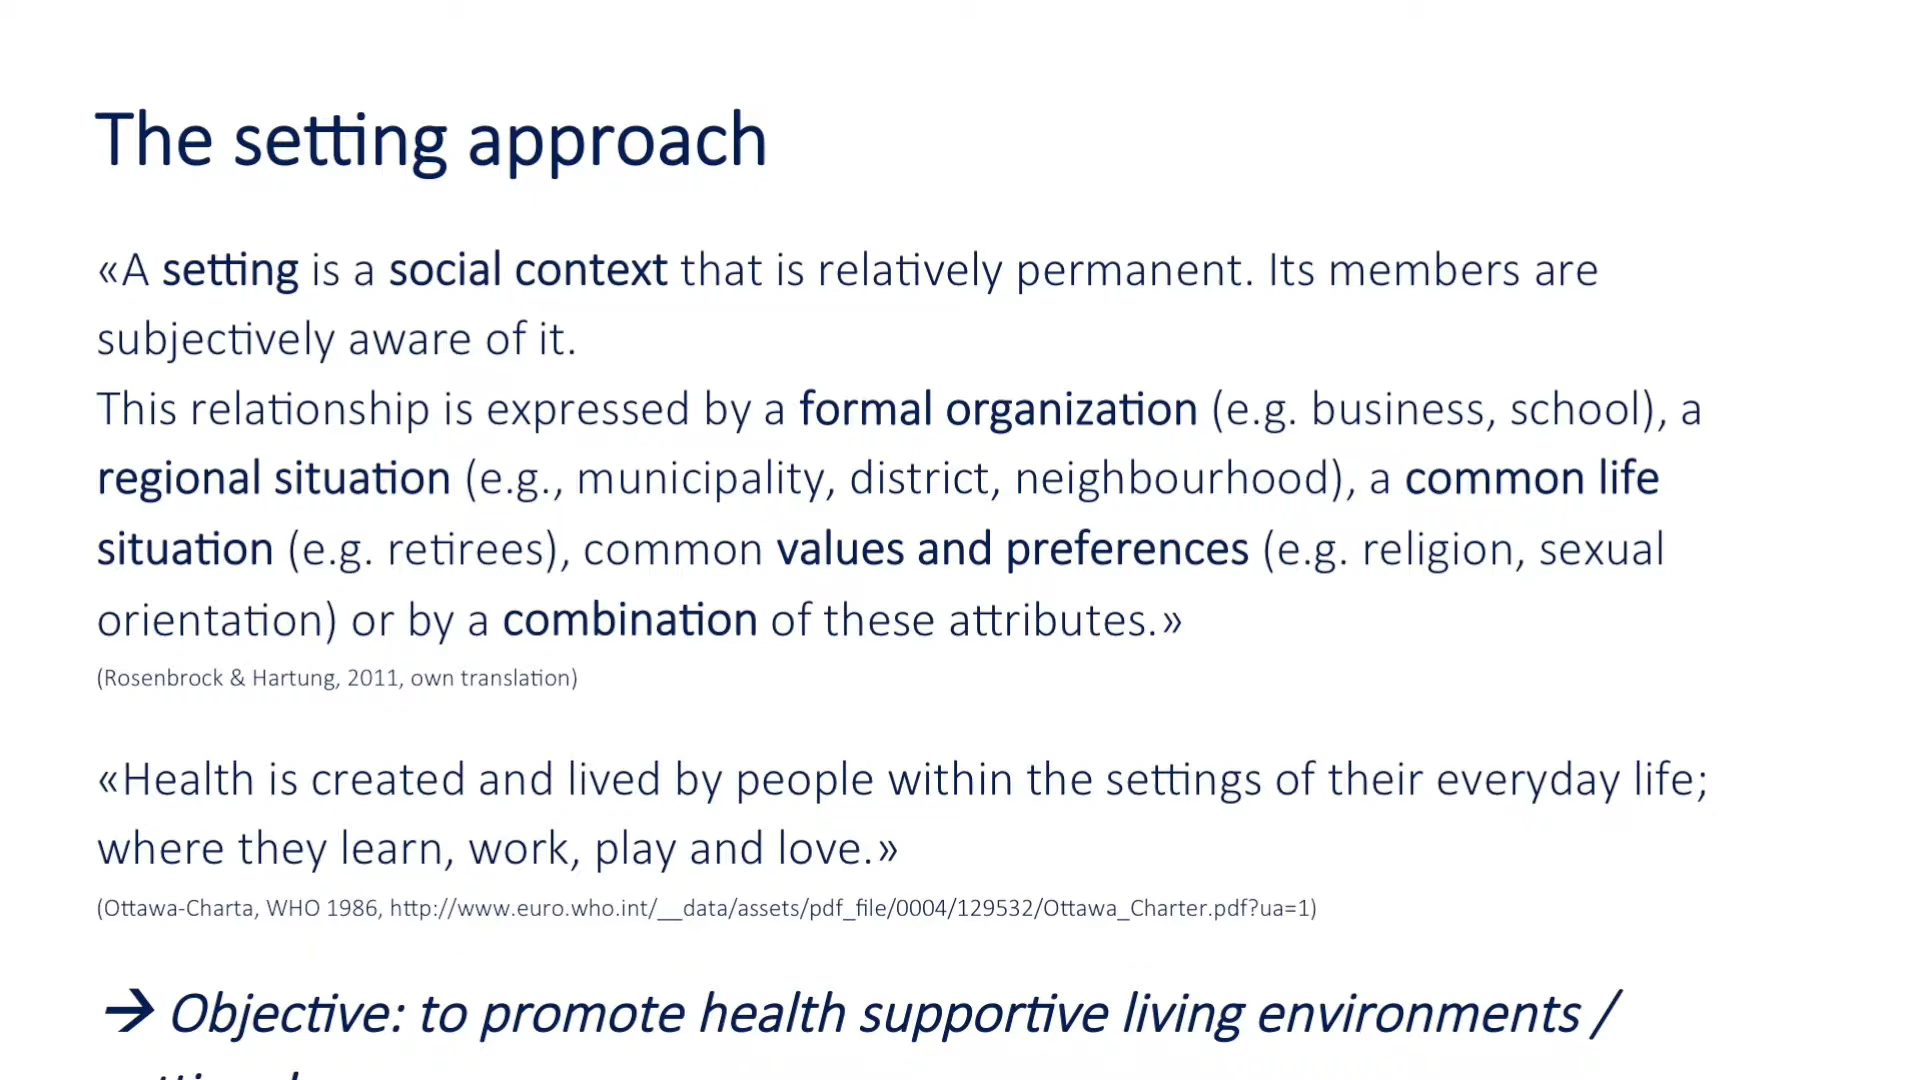 The setting approach
«A setting is a social context that is relatively permanent. Its members are
subjectively aware of it.
This relationship is expressed by a formal organization (e.g. business, school), a
regional situation (e.g., municipality, district, neighbourhood), a common life
situation (e.g. retirees), common values and preferences (e.g. religion, sexual
orientation) or by a combination of these attributes.»
(Rosenbrock & Hartung, 2011, own translation)
«Health is created and lived by people within the settings of their everyday life;
where they learn, work, play and love.»
(Ottawa-Charta, WHO 1986, http://www.euro.who.int/__data/assets/pdf_file/0004/129532/Ottawa_Charter.pdf?ua=1)
→ Objective: to promote health supportive living environments /